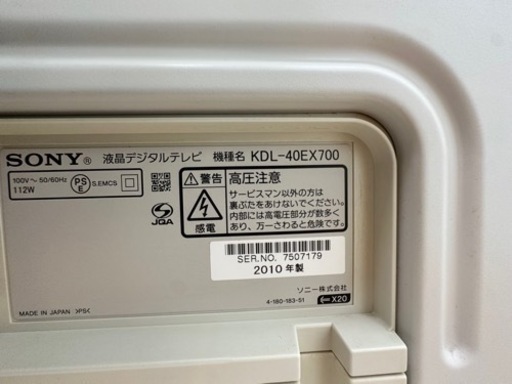 SONY® 液晶デジタルテレビ 機種名 KDL-40EX700
100V～50/60Hz
112W
PS
E
S.EMCS
JQA
警告 高圧注意
感電
サービスマン以外の方は
裏ぶたをあけないでください。
内部には高電圧部分が数多く
あり、万一さわると危険です。
SER.NO. 7507179
2010年製
ソニー株式会社
4-180-183-51
X20
MADE IN JAPAN >PS<